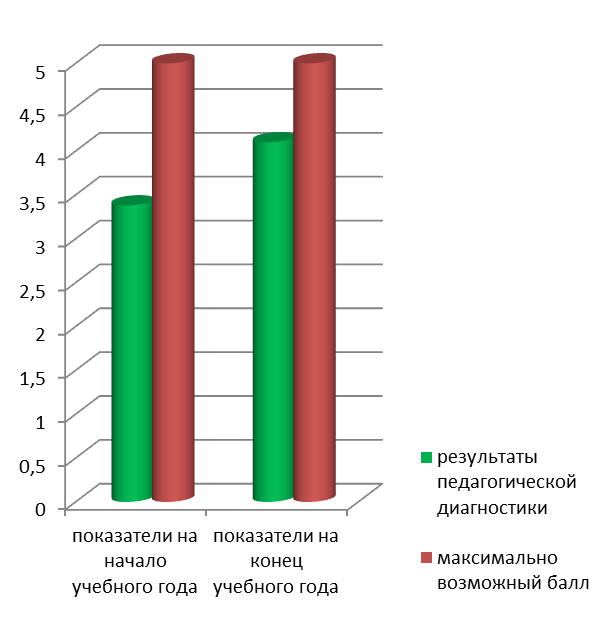 5
4,5
4
3,5
3
2,5
2
1,5
1
0,5
0
показатели на
начало
учебного года
показатели на
конец
учебного года
результаты
педагогической
диагностики
максимально
возможный балл